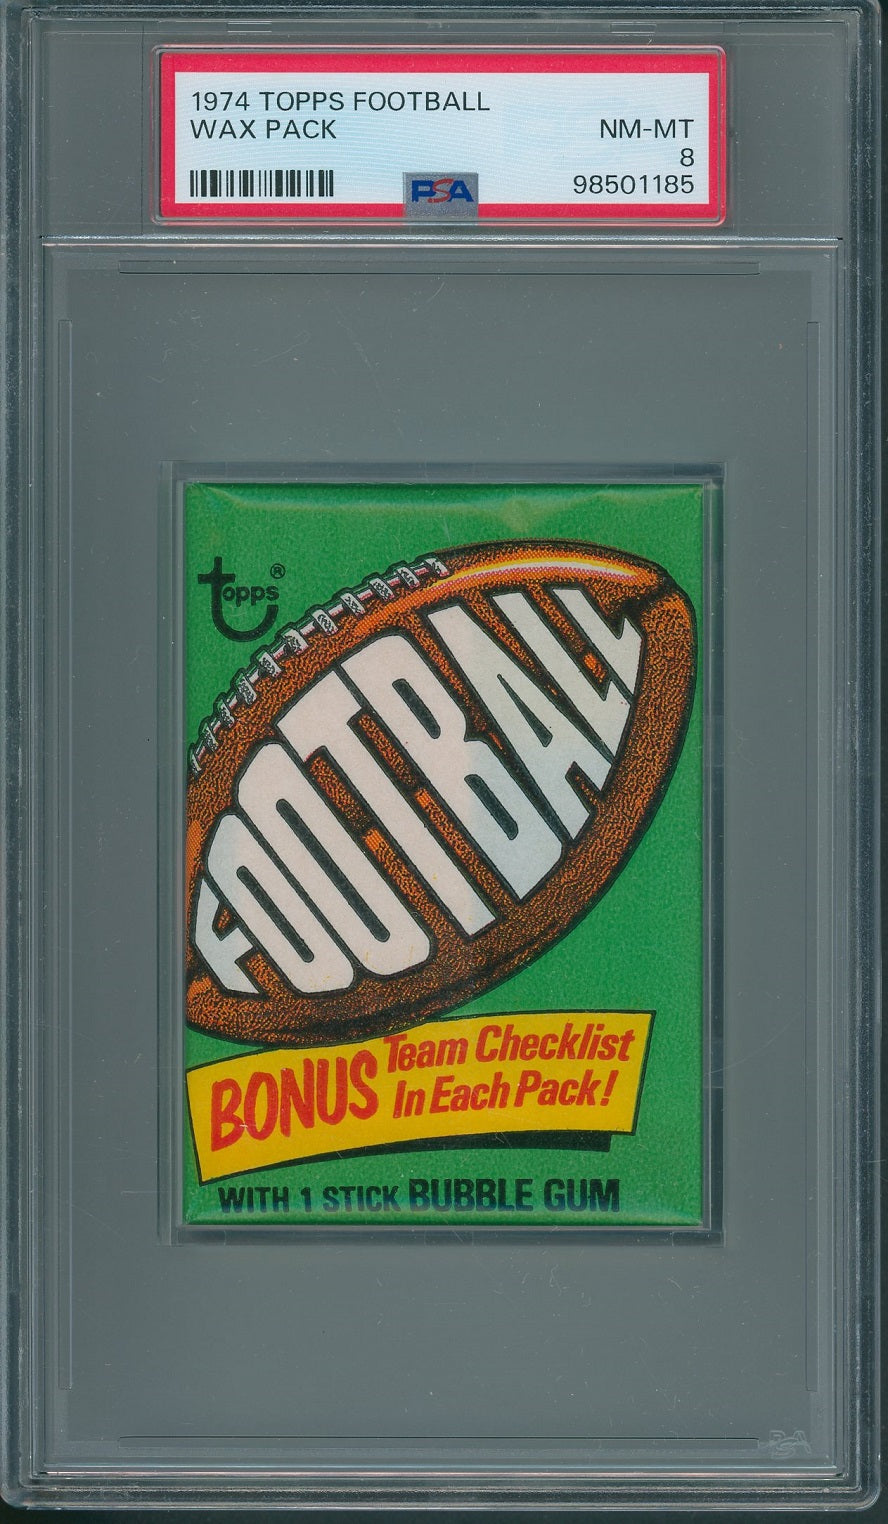 1974 TOPPS FOOTBALL
WAX PACK
NM-MT
8
98501185
PSA
topps®
FOOTBALL
BONUS Team Checklist
In Each Pack!
WITH 1 STICK BUBBLE GUM
PSA